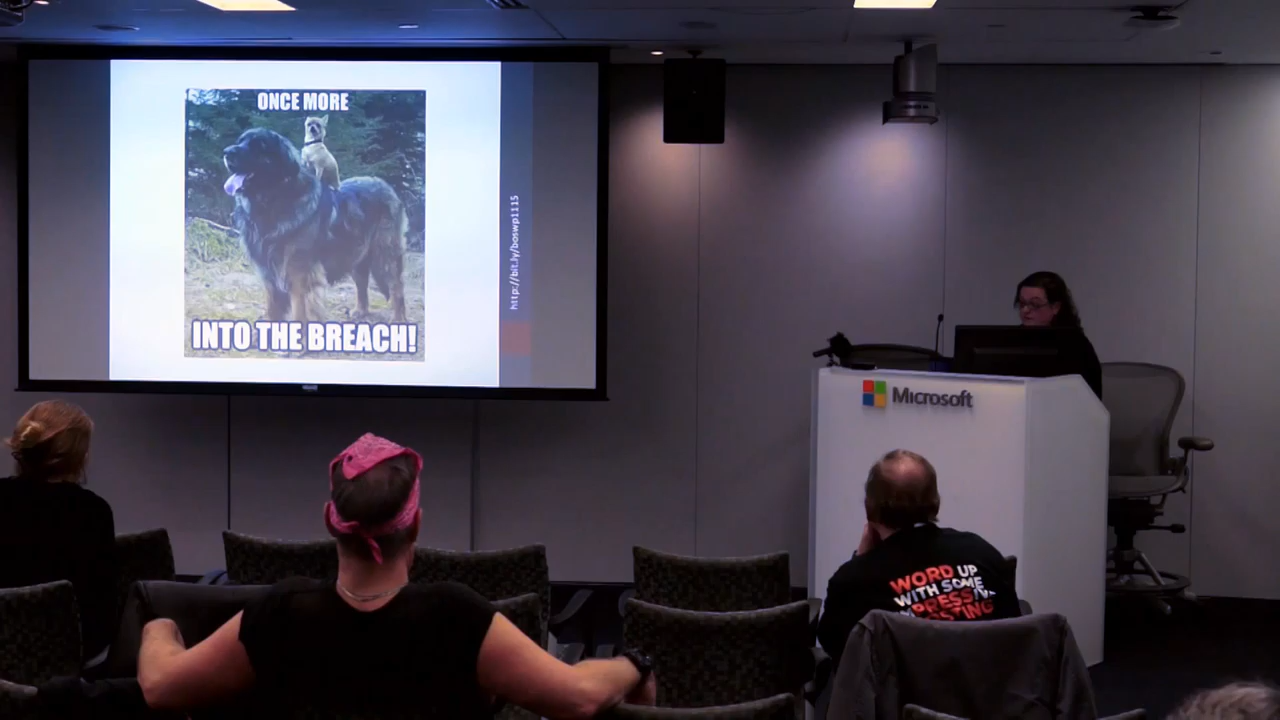 ONCE MORE
INTO THE BREACH!
http://bit.ly/boswp1115
Microsoft
WORD UP
WITH SOME